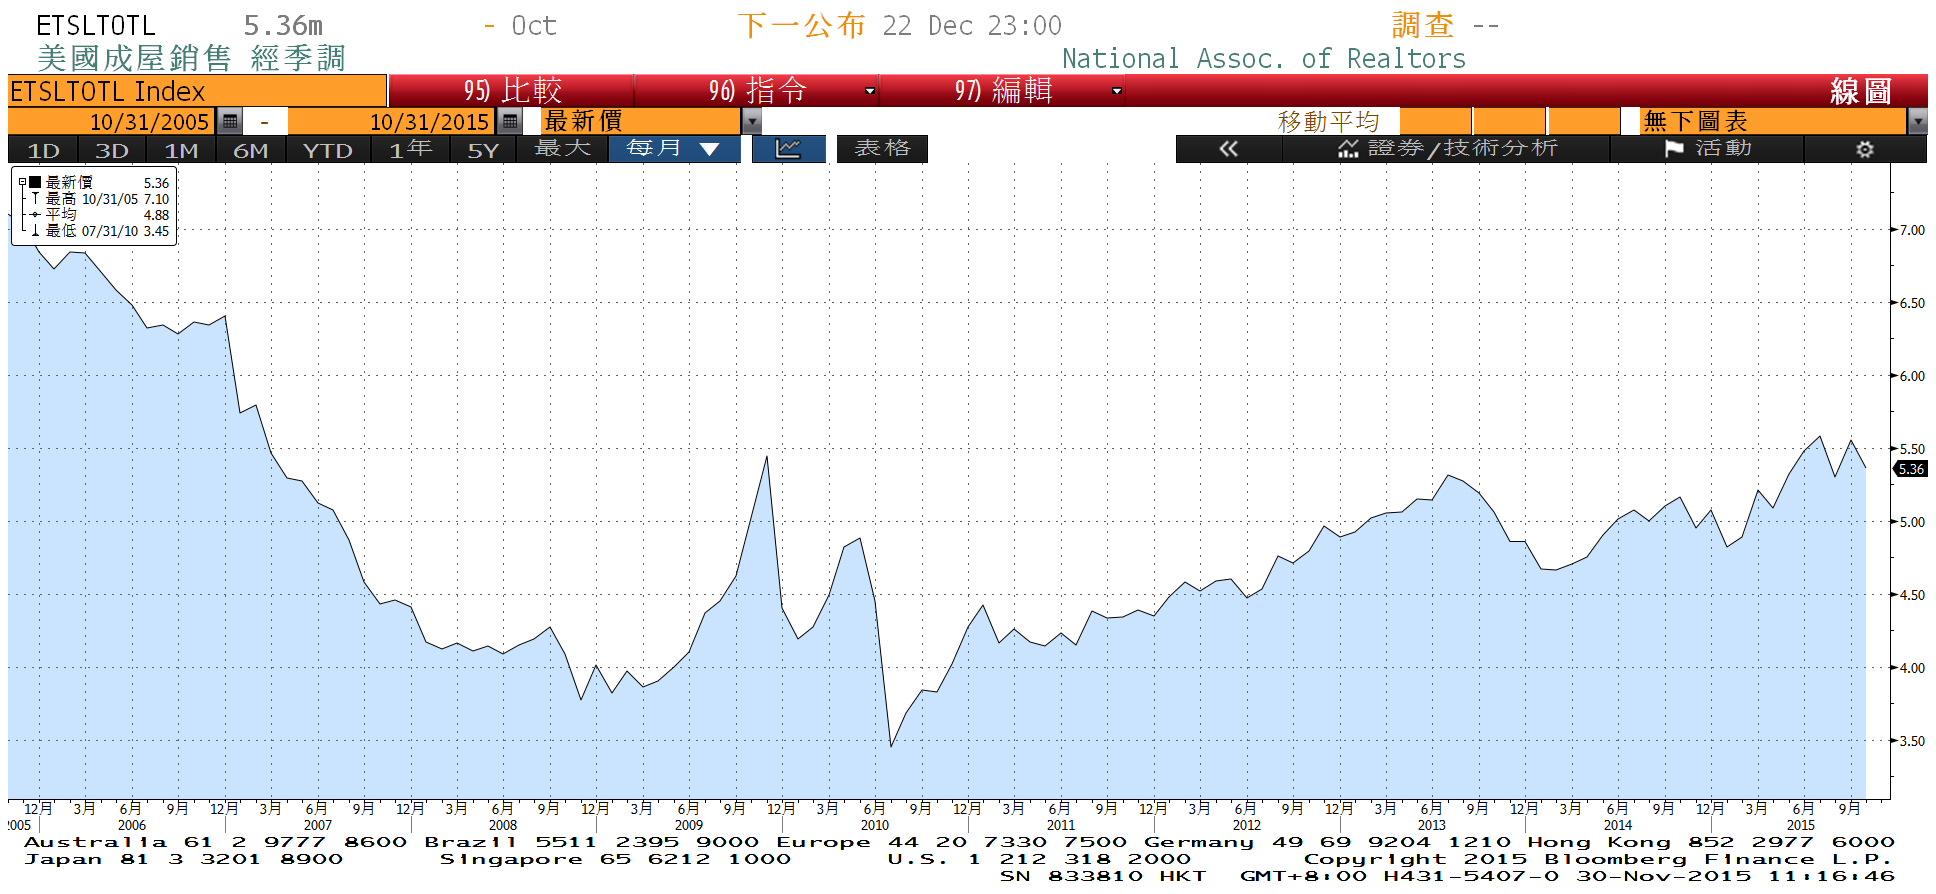 ETSLTOTL 5.36m - Oct 下一公布 22 Dec 23:00 調查 --
美國成屋銷售 經季調 National Assoc. of Realtors
ETSLTOTL Index 95) 比較 96) 指令 97) 編輯 線圖
10/31/2005 - 10/31/2015 最新價 移動平均 無下圖表
1D 3D 1M 6M YTD 1年 5Y 最大 每月 ▼ 表格 « 證券/技術分析 活動
最新價 5.36
最高 10/31/05 7.10
平均 4.88
最低 07/31/10 3.45
7.00
6.50
6.00
5.50
5.36
5.00
4.50
4.00
3.50
12月 3月 6月 9月 12月 3月 6月 9月 12月 3月 6月 9月 12月 3月 6月 9月 12月 3月 6月 9月 12月 3月 6月 9月 12月 3月 6月 9月 12月 3月 6月 9月 12月 3月 6月 9月 12月 3月 6月 9月
2005 2006 2007 2008 2009 2010 2011 2012 2013 2014 2015
Australia 61 2 9777 8600 Brazil 5511 2395 9000 Europe 44 20 7330 7500 Germany 49 69 9204 1210 Hong Kong 852 2977 6000
Japan 81 3 3201 8900 Singapore 65 6212 1000 U.S. 1 212 318 2000 Copyright 2015 Bloomberg Finance L.P.
SN 833810 HKT GMT+8:00 H431-5407-0 30-Nov-2015 11:16:46